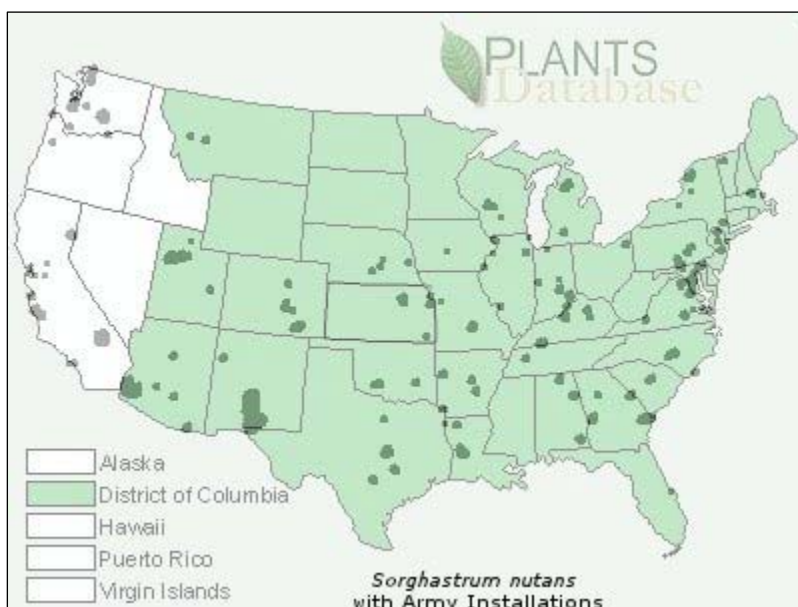 PLANTS
Database
Alaska
District of Columbia
Hawaii
Puerto Rico
Virgin Islands
Sorghastrum nutans
with Army Installations